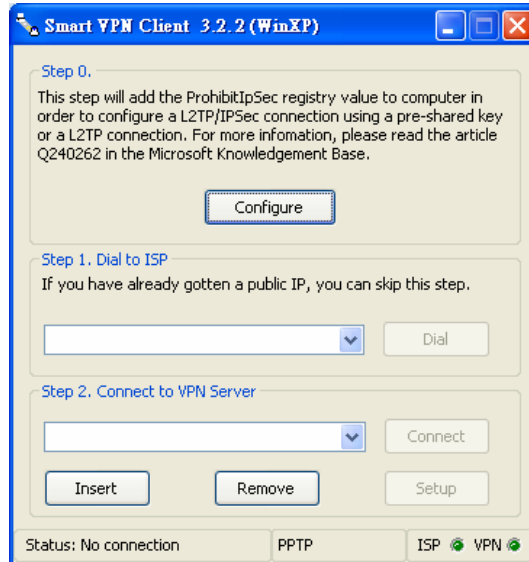 Smart VPN Client 3.2.2 (WinXP)
Step 0.
This step will add the ProhibitIpSec registry value to computer in
order to configure a L2TP/IPSec connection using a pre-shared key
or a L2TP connection. For more infomation, please read the article
Q240262 in the Microsoft Knowledgement Base.
Configure
Step 1. Dial to ISP
If you have already gotten a public IP, you can skip this step.
Dial
Step 2. Connect to VPN Server
Connect
Insert Remove Setup
Status: No connection PPTP ISP VPN